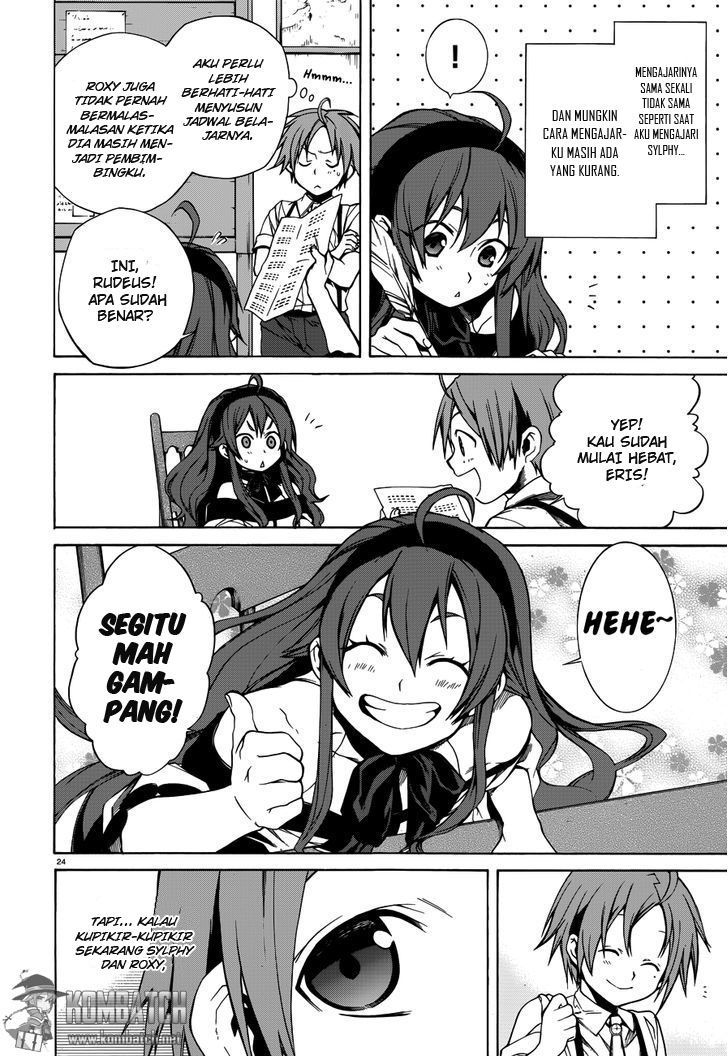 MENGAJARINYA
SAMA SEKALI
TIDAK SAMA
SEPERTI SAAT
AKU MENGAJARI
SYLPHY...
DAN MUNGKIN
CARA MENGAJAR-
KU MASIH ADA
YANG KURANG.
!
Hmmm...
AKU PERLU
LEBIH
BERHATI-HATI
MENYUSUN
JADWAL BELA-
JARNYA.
ROXY JUGA
TIDAK PERNAH
BERMALAS-
MALASAN KETIKA
DIA MASIH MEN-
JADI PEMBIM-
BINGKU.
INI,
RUDEUS!
APA SUDAH
BENAR?
YEP!
KAU SUDAH
MULAI HEBAT,
ERIS!
HEHE~
SEGITU
MAH
GAM-
PANG!
24
TAPI... KALAU
KUPIKIR-KUPIKIR
SEKARANG SYLPHY
DAN ROXY,
KOMBATCH